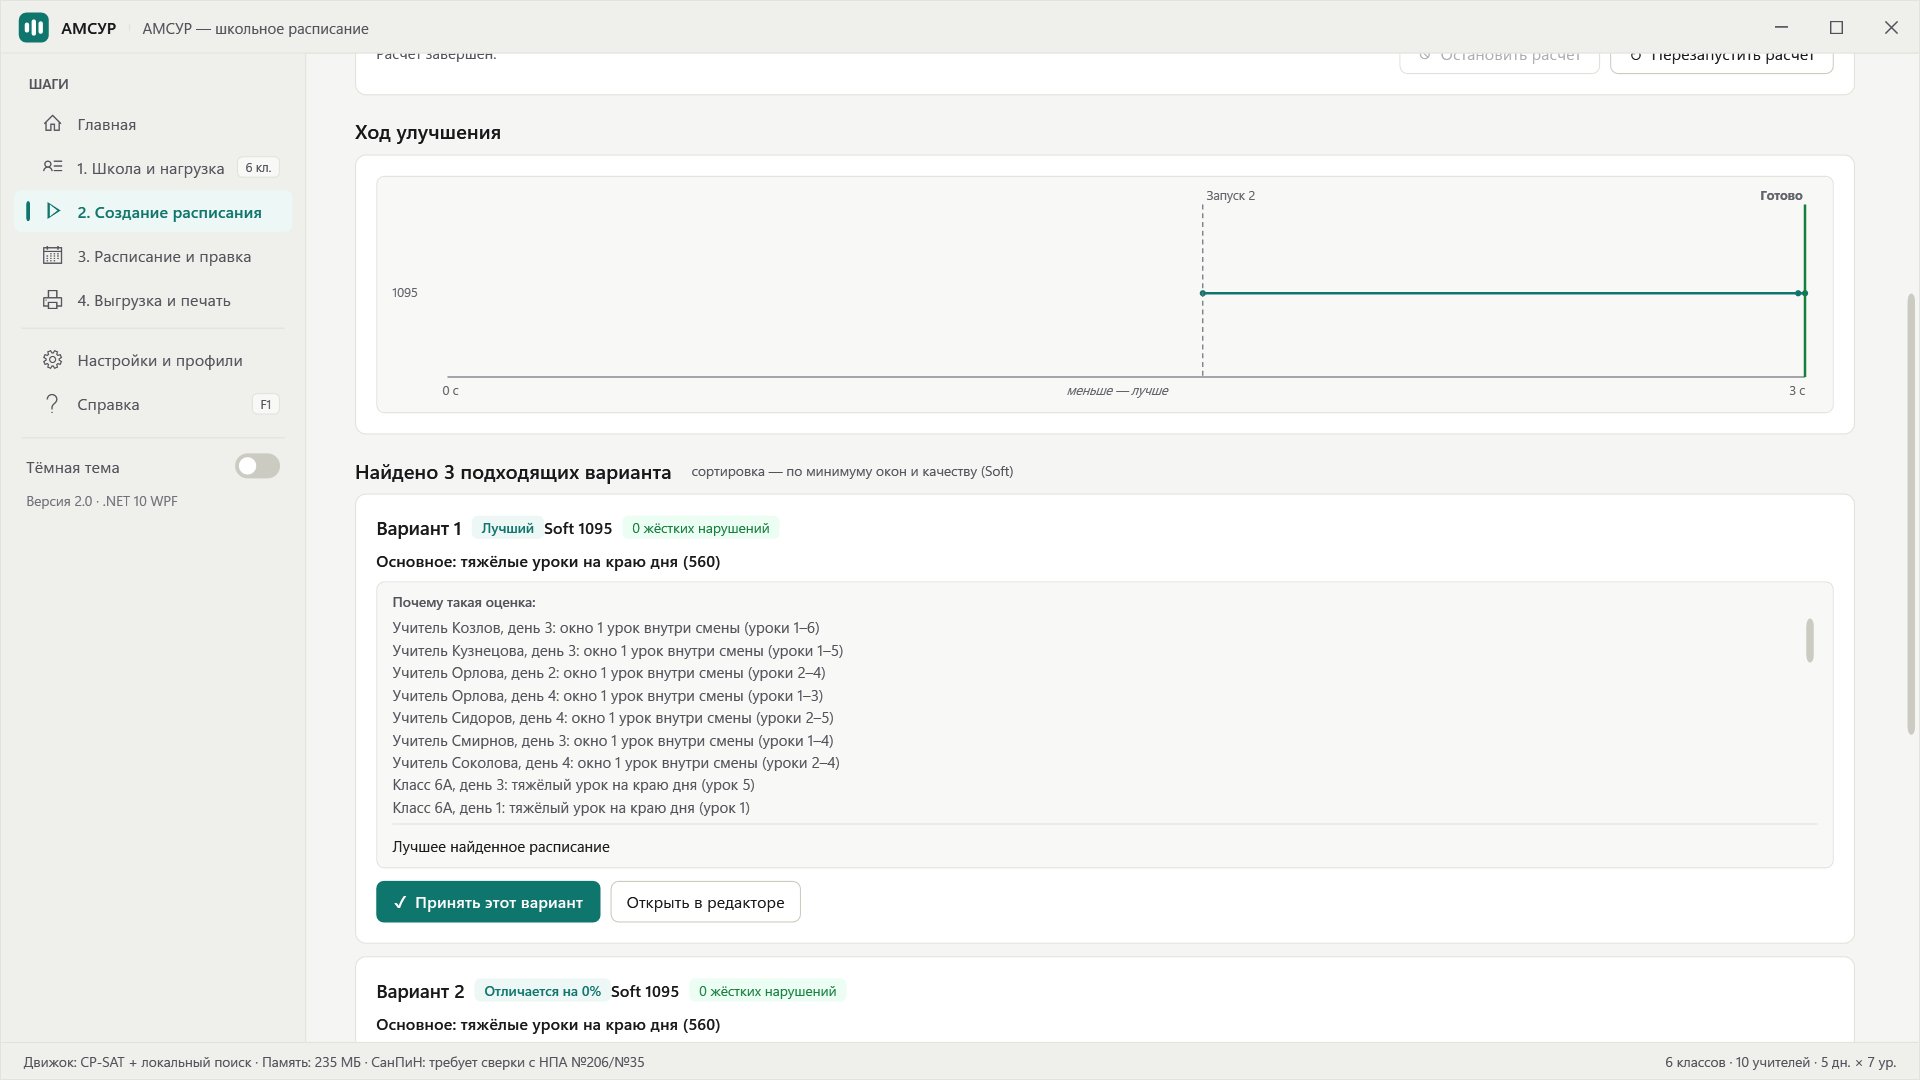 АМСУР
АМСУР — школьное расписание
ШАГИ
Главная
1. Школа и нагрузка
6 кл.
2. Создание расписания
3. Расписание и правка
4. Выгрузка и печать
Настройки и профили
Справка
F1
Тёмная тема
Версия 2.0 · .NET 10 WPF
Расчёт завершён.
Остановить расчёт
Перезапустить расчёт
Ход улучшения
Запуск 2
Готово
1095
0 с
меньше — лучше
3 с
Найдено 3 подходящих варианта
сортировка — по минимуму окон и качеству (Soft)
Вариант 1
Лучший
Soft 1095
0 жёстких нарушений
Основное: тяжёлые уроки на краю дня (560)
Почему такая оценка:
Учитель Козлов, день 3: окно 1 урок внутри смены (уроки 1–6)
Учитель Кузнецова, день 3: окно 1 урок внутри смены (уроки 1–5)
Учитель Орлова, день 2: окно 1 урок внутри смены (уроки 2–4)
Учитель Орлова, день 4: окно 1 урок внутри смены (уроки 1–3)
Учитель Сидоров, день 4: окно 1 урок внутри смены (уроки 2–5)
Учитель Смирнов, день 3: окно 1 урок внутри смены (уроки 1–4)
Учитель Соколова, день 4: окно 1 урок внутри смены (уроки 2–4)
Класс 6А, день 3: тяжёлый урок на краю дня (урок 5)
Класс 6А, день 1: тяжёлый урок на краю дня (урок 1)
Лучшее найденное расписание
Принять этот вариант
Открыть в редакторе
Вариант 2
Отличается на 0%
Soft 1095
0 жёстких нарушений
Основное: тяжёлые уроки на краю дня (560)
Движок: CP-SAT + локальный поиск · Память: 235 МБ · СанПиН: требует сверки с НПА №206/№35
6 классов · 10 учителей · 5 дн. × 7 ур.